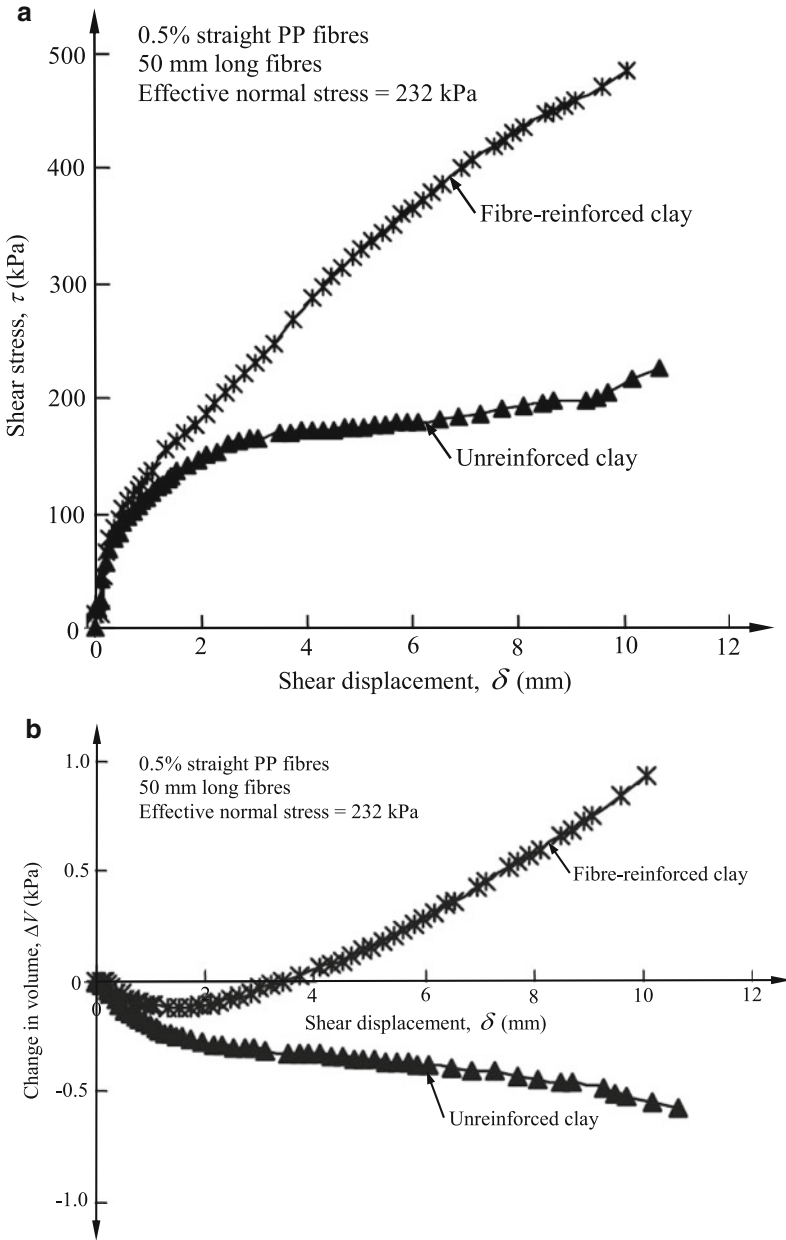 a
0.5% straight PP fibres
50 mm long fibres
Effective normal stress = 232 kPa
500
400
300
200
100
0
Shear stress, τ (kPa)
Fibre-reinforced clay
Unreinforced clay
0 2 4 6 8 10 12
Shear displacement, δ (mm)
b
0.5% straight PP fibres
50 mm long fibres
Effective normal stress = 232 kPa
1.0
0.5
0
-0.5
-1.0
Change in volume, ΔV (kPa)
Fibre-reinforced clay
0 2 4 6 8 10 12
Shear displacement, δ (mm)
Unreinforced clay